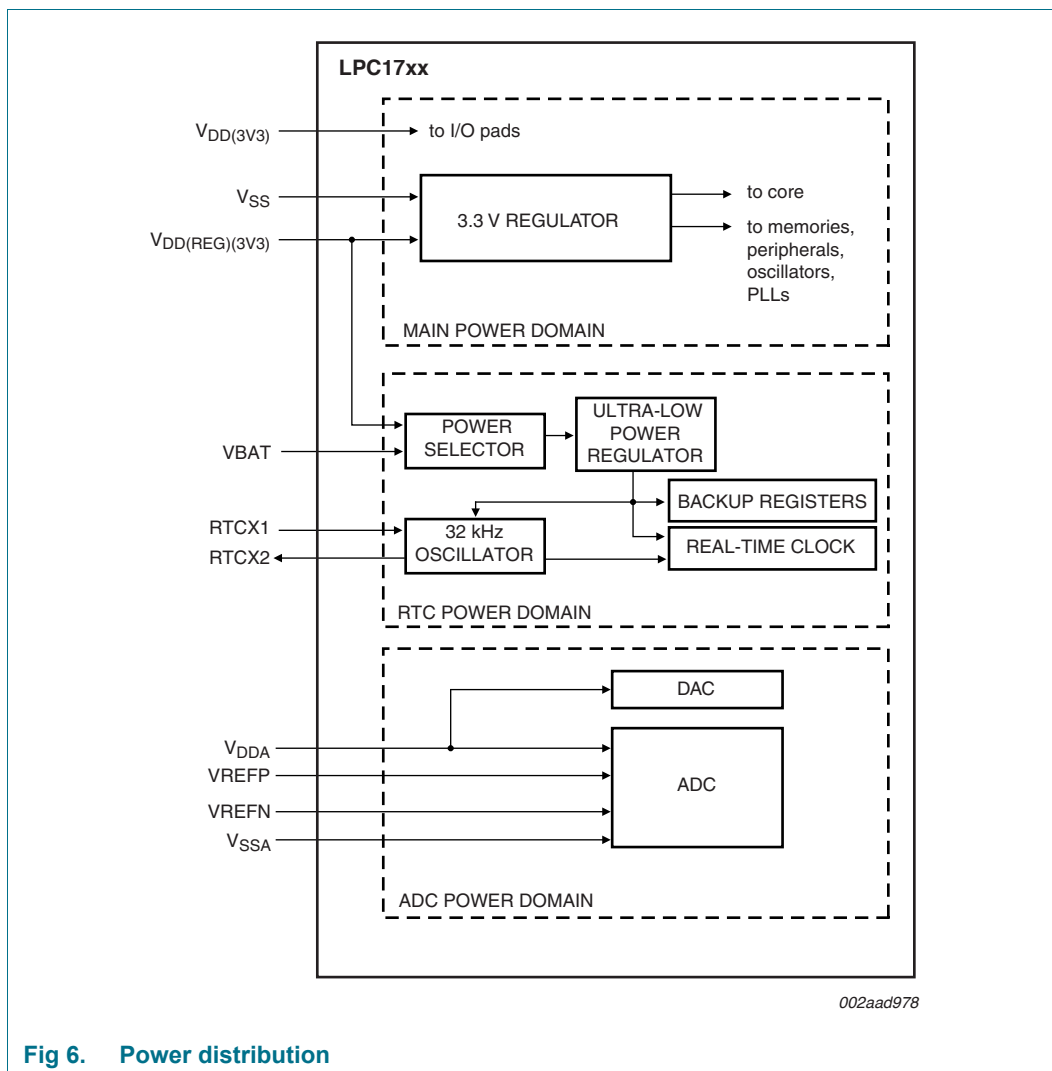 LPC17xx
VDD(3V3)
to I/O pads
VSS
VDD(REG)(3V3)
3.3 V REGULATOR
to core
to memories,
peripherals,
oscillators,
PLLs
MAIN POWER DOMAIN
POWER
SELECTOR
ULTRA-LOW
POWER
REGULATOR
VBAT
BACKUP REGISTERS
RTCX1
RTCX2
32 kHz
OSCILLATOR
REAL-TIME CLOCK
RTC POWER DOMAIN
DAC
VDDA
VREFP
VREFN
VSSA
ADC
ADC POWER DOMAIN
002aad978
Fig 6. Power distribution